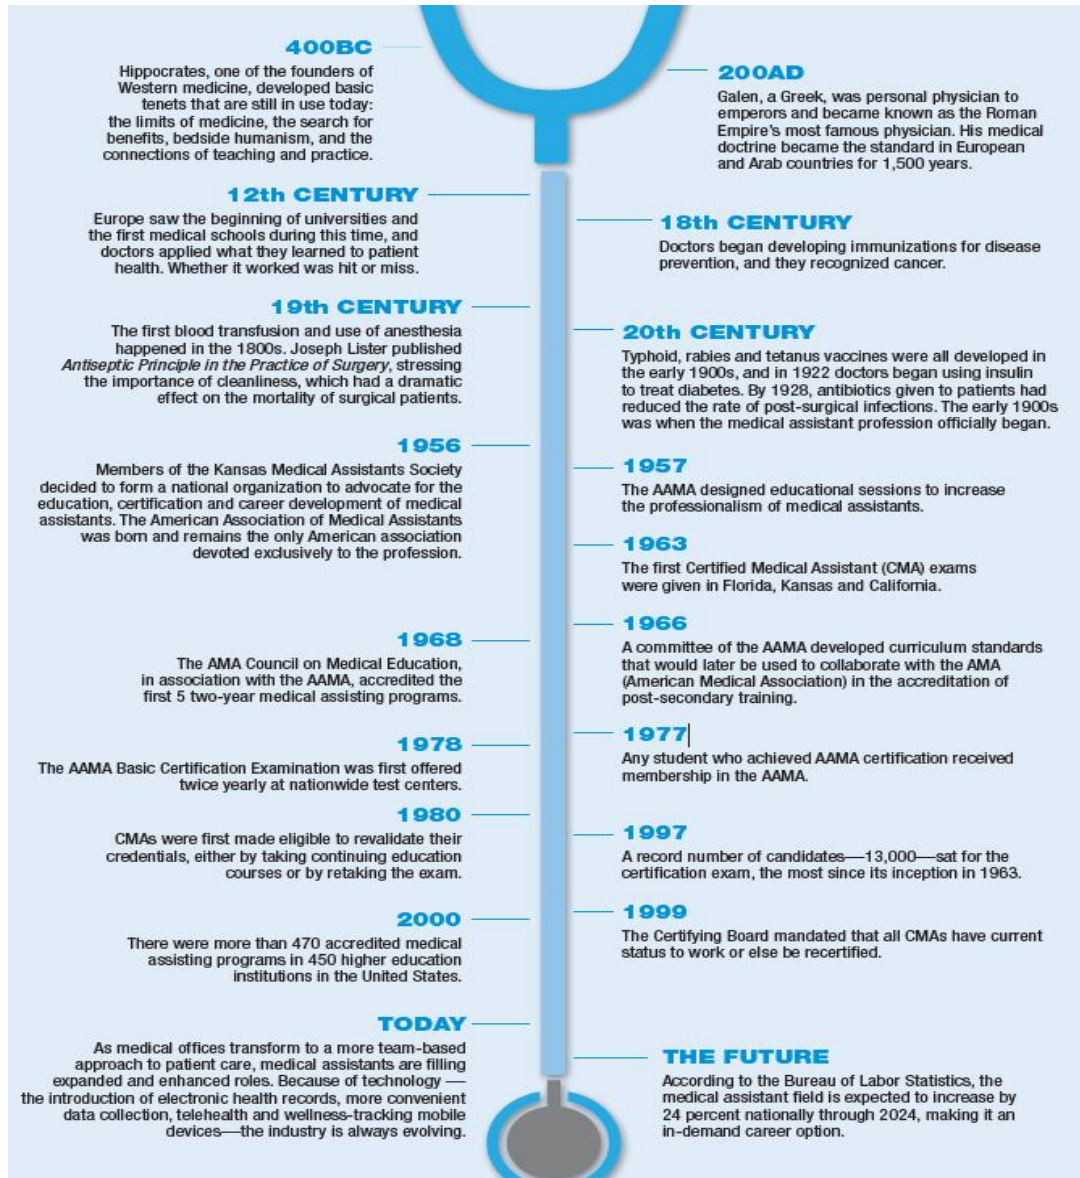 400BC
Hippocrates, one of the founders of
Western medicine, developed basic
tenets that are still in use today:
the limits of medicine, the search for
benefits, bedside humanism, and the
connections of teaching and practice.
200AD
Galen, a Greek, was personal physician to
emperors and became known as the Roman
Empire's most famous physician. His medical
doctrine became the standard in European
and Arab countries for 1,500 years.
12th CENTURY
Europe saw the beginning of universities and
the first medical schools during this time, and
doctors applied what they learned to patient
health. Whether it worked was hit or miss.
18th CENTURY
Doctors began developing immunizations for disease
prevention, and they recognized cancer.
19th CENTURY
The first blood transfusion and use of anesthesia
happened in the 1800s. Joseph Lister published
Antiseptic Principle in the Practice of Surgery, stressing
the importance of cleanliness, which had a dramatic
effect on the mortality of surgical patients.
20th CENTURY
Typhoid, rabies and tetanus vaccines were all developed in
the early 1900s, and in 1922 doctors began using insulin
to treat diabetes. By 1928, antibiotics given to patients had
reduced the rate of post-surgical infections. The early 1900s
was when the medical assistant profession officially began.
1956
Members of the Kansas Medical Assistants Society
decided to form a national organization to advocate for the
education, certification and career development of medical
assistants. The American Association of Medical Assistants
was born and remains the only American association
devoted exclusively to the profession.
1957
The AAMA designed educational sessions to increase
the professionalism of medical assistants.
1963
The first Certified Medical Assistant (CMA) exams
were given in Florida, Kansas and California.
1966
A committee of the AAMA developed curriculum standards
that would later be used to collaborate with the AMA
(American Medical Association) in the accreditation of
post-secondary training.
1968
The AMA Council on Medical Education,
in association with the AAMA, accredited the
first 5 two-year medical assisting programs.
1977
Any student who achieved AAMA certification received
membership in the AAMA.
1978
The AAMA Basic Certification Examination was first offered
twice yearly at nationwide test centers.
1980
CMAs were first made eligible to revalidate their
credentials, either by taking continuing education
courses or by retaking the exam.
1997
A record number of candidates—13,000—sat for the
certification exam, the most since its inception in 1963.
1999
The Certifying Board mandated that all CMAs have current
status to work or else be recertified.
2000
There were more than 470 accredited medical
assisting programs in 450 higher education
institutions in the United States.
TODAY
As medical offices transform to a more team-based
approach to patient care, medical assistants are filling
expanded and enhanced roles. Because of technology —
the introduction of electronic health records, more convenient
data collection, telehealth and wellness-tracking mobile
devices—the industry is always evolving.
THE FUTURE
According to the Bureau of Labor Statistics, the
medical assistant field is expected to increase by
24 percent nationally through 2024, making it an
in-demand career option.